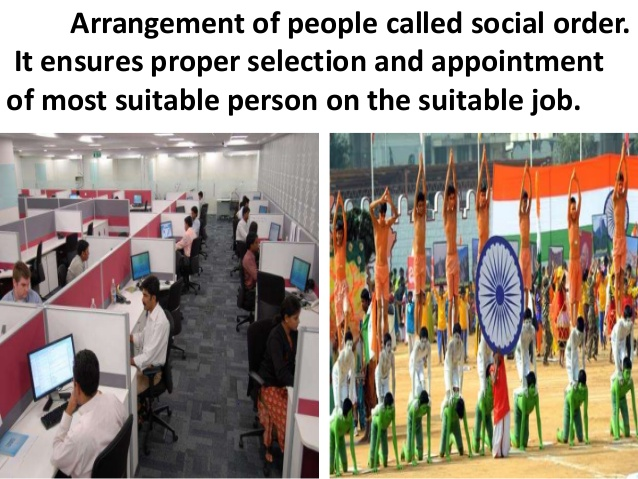 Arrangement of people called social order.
It ensures proper selection and appointment
of most suitable person on the suitable job.